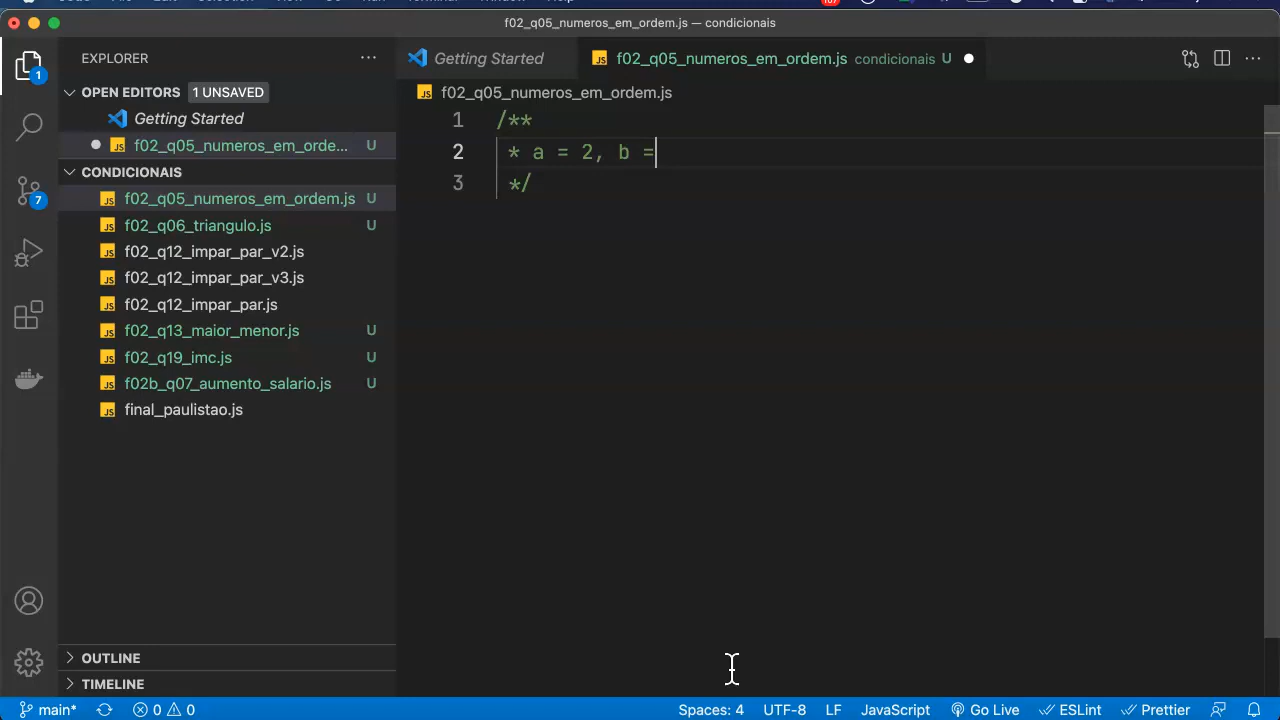 f02_q05_numeros_em_ordem.js — condicionais
EXPLORER
Getting Started
f02_q05_numeros_em_ordem.js condicionais U
1
OPEN EDITORS 1 UNSAVED
f02_q05_numeros_em_ordem.js
Getting Started
1 /**
f02_q05_numeros_em_orde... U
2 * a = 2, b =
CONDICIONAIS
3 */
f02_q05_numeros_em_ordem.js U
7
f02_q06_triangulo.js U
f02_q12_impar_par_v2.js
f02_q12_impar_par_v3.js
f02_q12_impar_par.js
f02_q13_maior_menor.js U
f02_q19_imc.js U
f02b_q07_aumento_salario.js U
final_paulistao.js
OUTLINE
TIMELINE
main* 0 0 Spaces: 4 UTF-8 LF JavaScript Go Live ESLint Prettier